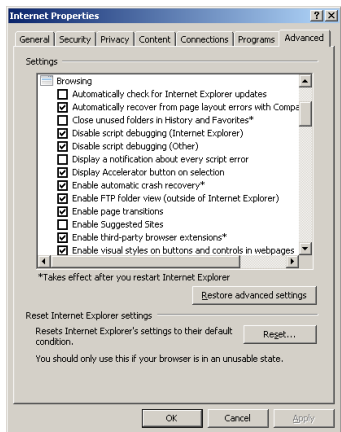 Internet Properties
General Security Privacy Content Connections Programs Advanced
Settings
Browsing
Automatically check for Internet Explorer updates
Automatically recover from page layout errors with Compa
Close unused folders in History and Favorites*
Disable script debugging (Internet Explorer)
Disable script debugging (Other)
Display a notification about every script error
Display Accelerator button on selection
Enable automatic crash recovery*
Enable FTP folder view (outside of Internet Explorer)
Enable page transitions
Enable Suggested Sites
Enable third-party browser extensions*
Enable visual styles on buttons and controls in webpages
*Takes effect after you restart Internet Explorer
Restore advanced settings
Reset Internet Explorer settings
Resets Internet Explorer's settings to their default
condition.
Reset...
You should only use this if your browser is in an unusable state.
OK Cancel Apply